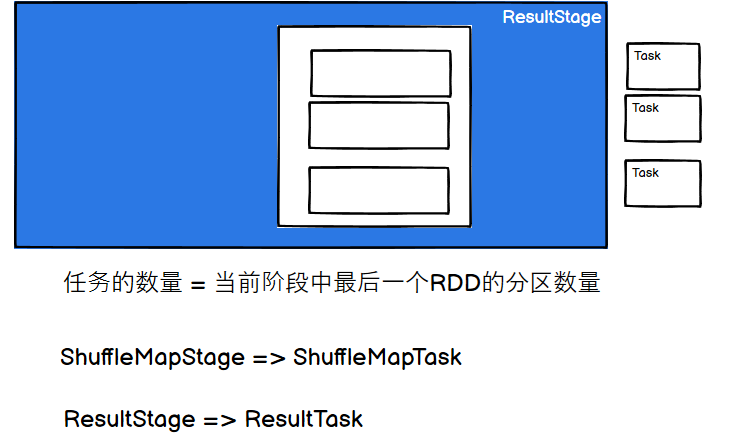 ResultStage
Task
Task
Task
任务的数量 = 当前阶段中最后一个RDD的分区数量
ShuffleMapStage => ShuffleMapTask
ResultStage => ResultTask